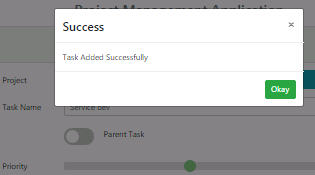 Project Management Application
Success
×
Task Added Successfully
Okay
Project
Task Name
Service dev
Parent Task
Priority